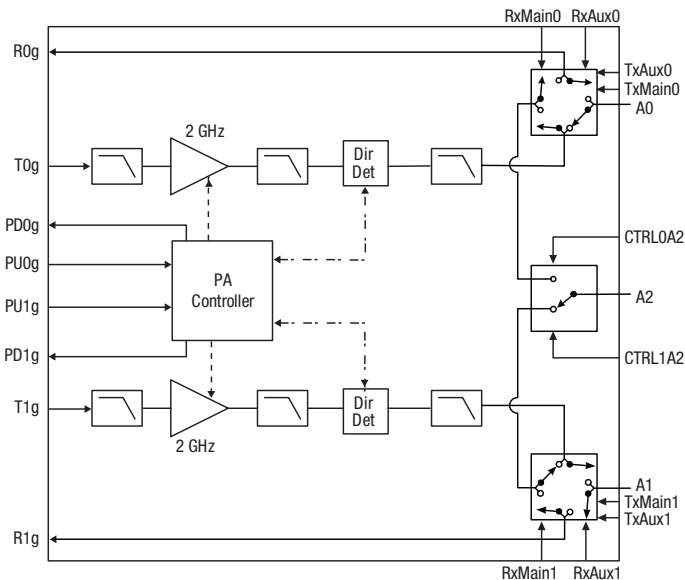 RxMain0 RxAux0
R0g
TxAux0
TxMain0
A0
2 GHz
T0g
Dir
Det
PD0g
PU0g
PA
Controller
CTRL0A2
A2
PU1g
PD1g
CTRL1A2
T1g
Dir
Det
2 GHz
A1
TxMain1
TxAux1
R1g
RxMain1 RxAux1